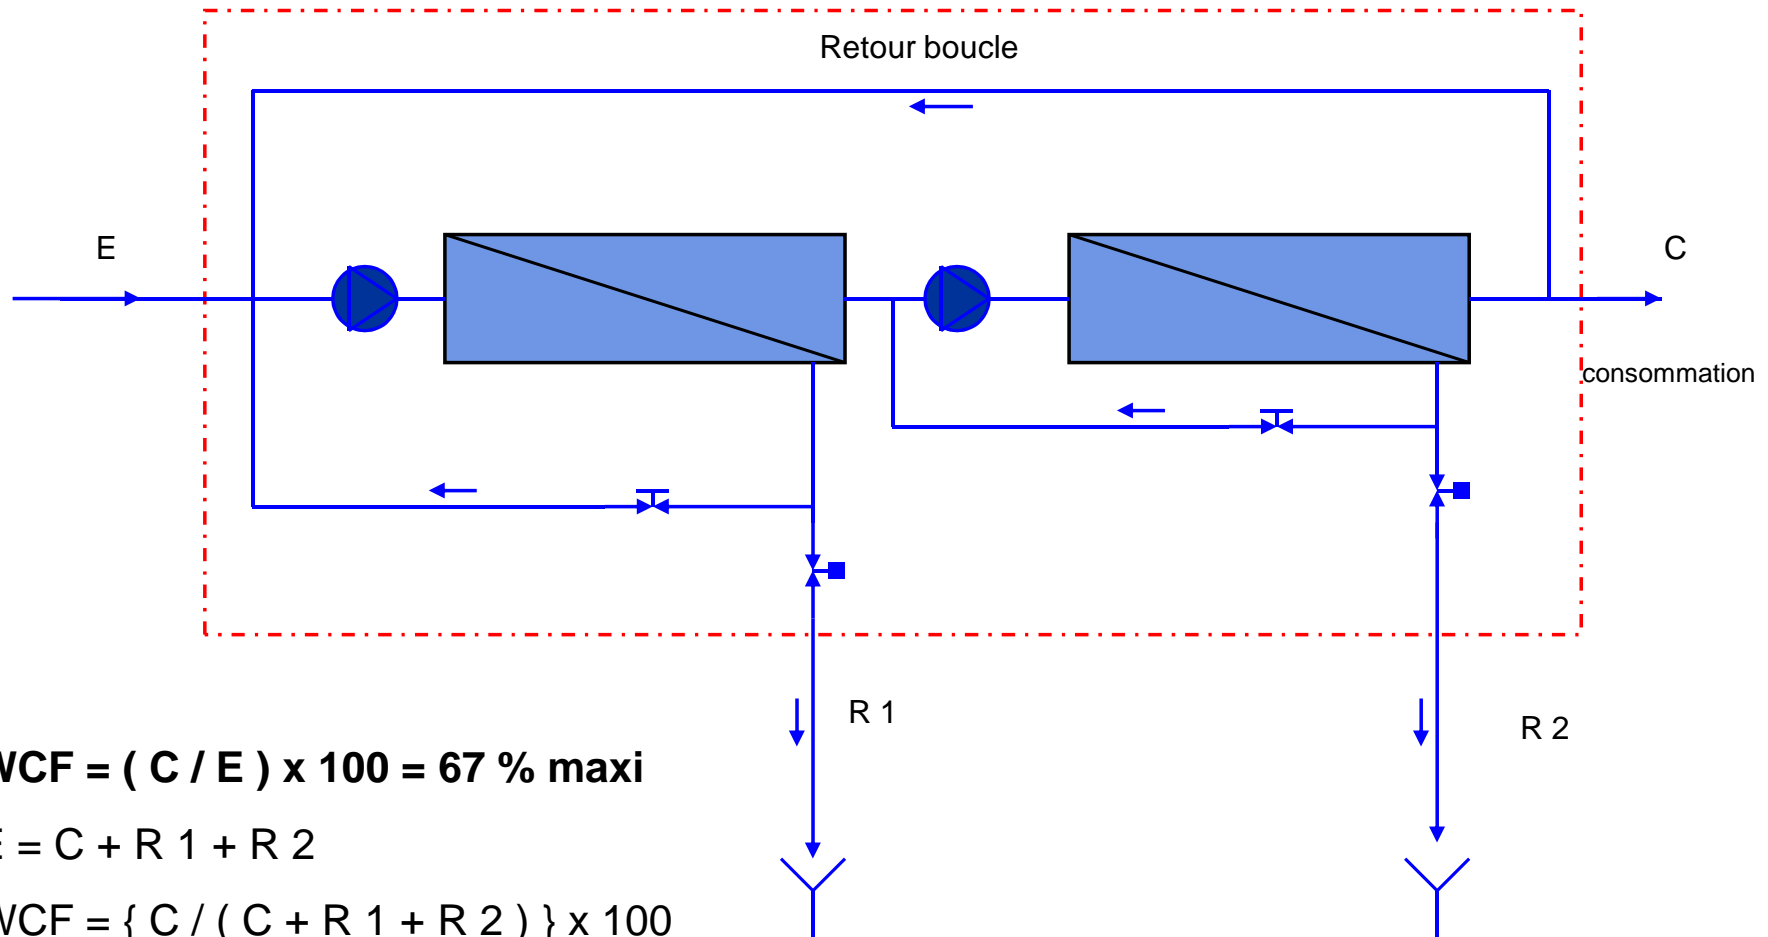 Retour boucle
E
C
consommation
R 1
R 2
WCF = ( C / E ) x 100 = 67 % maxi
E = C + R 1 + R 2
WCF = { C / ( C + R 1 + R 2 ) } x 100